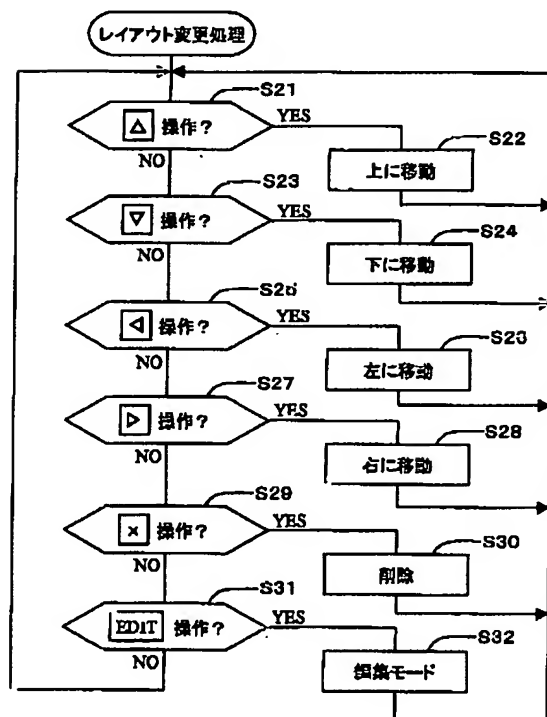 レイアウト変更処理
S21
△ 操作？
YES
S22
上に移動
NO
S23
▽ 操作？
YES
S24
下に移動
NO
◁ 操作？
YES
左に移動
NO
S27
▷ 操作？
YES
S28
右に移動
NO
S29
× 操作？
YES
S30
削除
NO
S31
EDIT 操作？
YES
S32
編集モード
NO